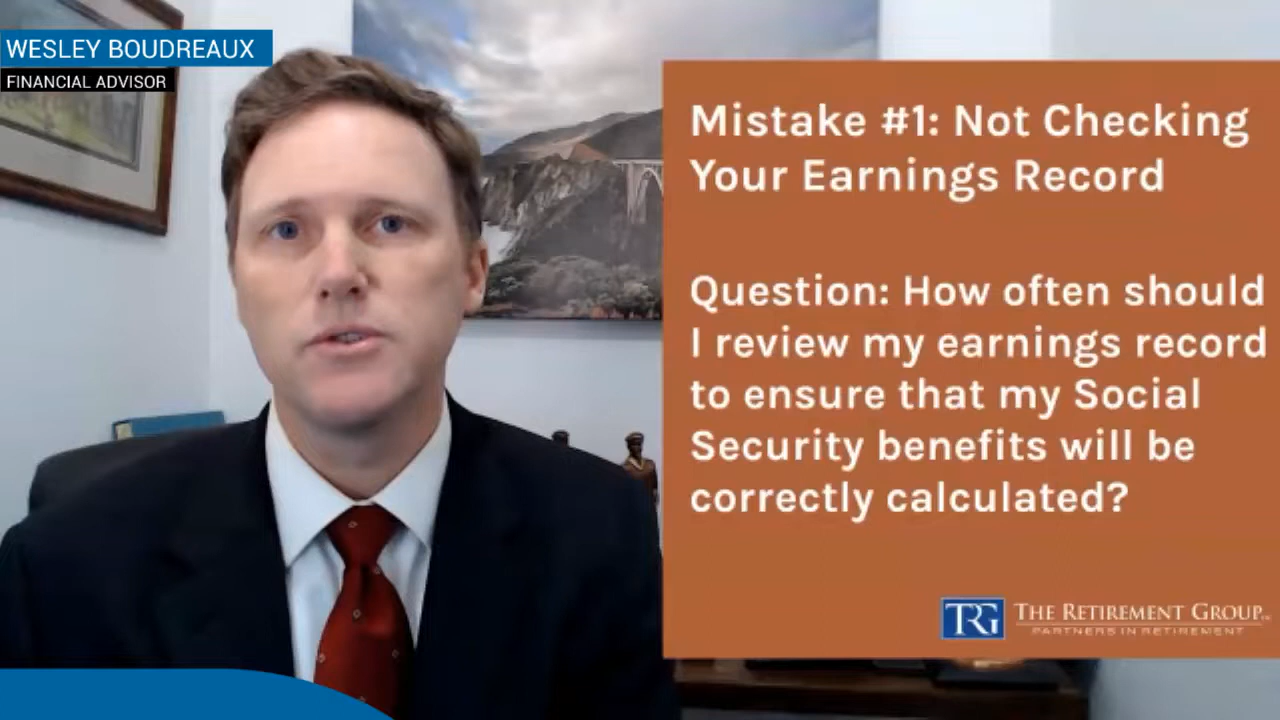 WESLEY BOUDREAUX
FINANCIAL ADVISOR
Mistake #1: Not Checking
Your Earnings Record
Question: How often should
I review my earnings record
to ensure that my Social
Security benefits will be
correctly calculated?
TRG THE RETIREMENT GROUP
PARTNERS IN RETIREMENT